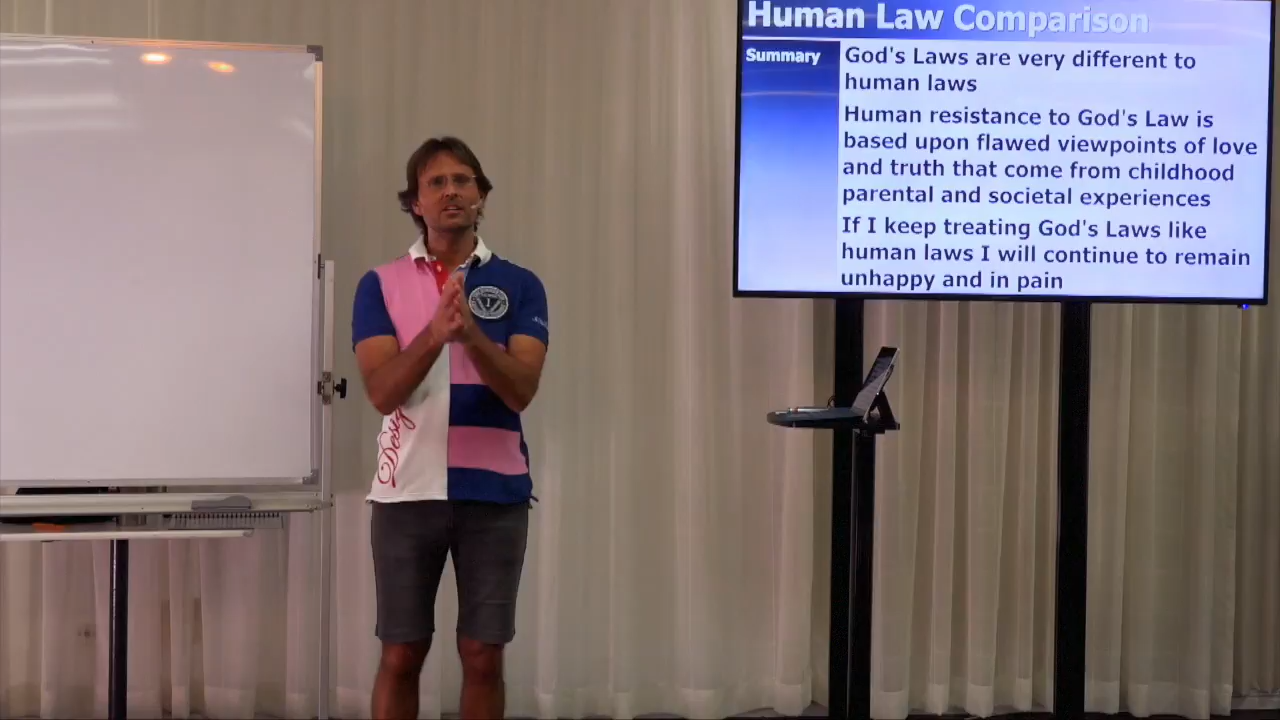 Human Law Comparison
Summary
God's Laws are very different to
human laws
Human resistance to God's Law is
based upon flawed viewpoints of love
and truth that come from childhood
parental and societal experiences
If I keep treating God's Laws like
human laws I will continue to remain
unhappy and in pain